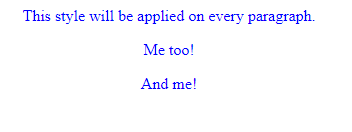 This style will be applied on every paragraph.
Me too!
And me!